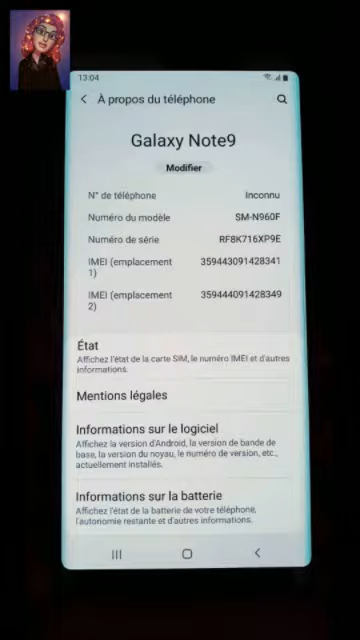 13:04
À propos du téléphone
Galaxy Note9
Modifier
N° de téléphone Inconnu
Numéro du modèle SM-N960F
Numéro de série RF8K716XP9E
IMEI (emplacement 359443091428341
1)
IMEI (emplacement 359444091428349
2)
État
Affichez l'état de la carte SIM, le numéro IMEI et d'autres
informations.
Mentions légales
Informations sur le logiciel
Affichez la version d'Android, la version de bande de
base, la version du noyau, le numéro de version, etc.,
actuellement installés.
Informations sur la batterie
Affichez l'état de la batterie de votre téléphone,
l'autonomie restante et d'autres informations.